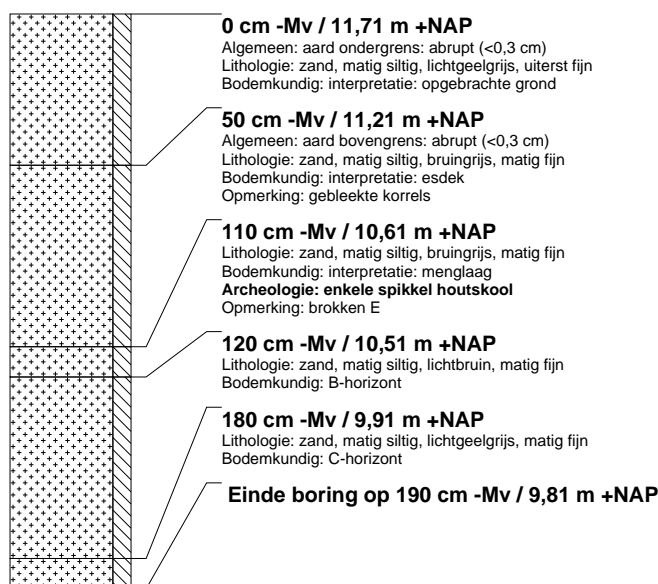 0 cm -Mv / 11,71 m +NAP
Algemeen: aard ondergrens: abrupt (<0,3 cm)
Lithologie: zand, matig siltig, lichtgeelgrijs, uiterst fijn
Bodemkundig: interpretatie: opgebrachte grond
50 cm -Mv / 11,21 m +NAP
Algemeen: aard bovengrens: abrupt (<0,3 cm)
Lithologie: zand, matig siltig, bruingrijs, matig fijn
Bodemkundig: interpretatie: esdek
Opmerking: gebleekte korrels
110 cm -Mv / 10,61 m +NAP
Lithologie: zand, matig siltig, bruingrijs, matig fijn
Bodemkundig: interpretatie: menglaag
Archeologie: enkele spikkel houtskool
Opmerking: brokken E
120 cm -Mv / 10,51 m +NAP
Lithologie: zand, matig siltig, lichtbruin, matig fijn
Bodemkundig: B-horizont
180 cm -Mv / 9,91 m +NAP
Lithologie: zand, matig siltig, lichtgeelgrijs, matig fijn
Bodemkundig: C-horizont
Einde boring op 190 cm -Mv / 9,81 m +NAP